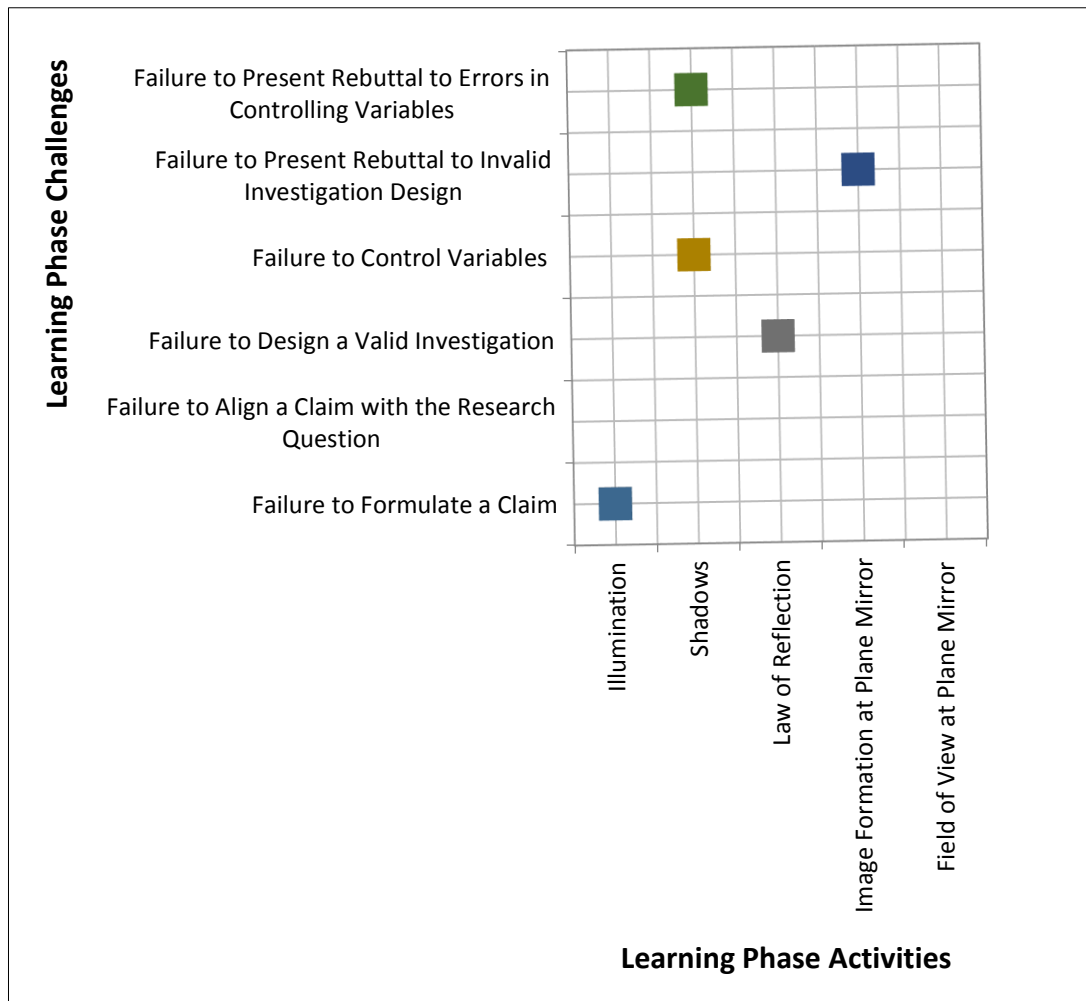 Learning Phase Challenges
Failure to Present Rebuttal to Errors in
Controlling Variables
Failure to Present Rebuttal to Invalid
Investigation Design
Failure to Control Variables
Failure to Design a Valid Investigation
Failure to Align a Claim with the Research
Question
Failure to Formulate a Claim
Illumination
Shadows
Law of Reflection
Image Formation at Plane Mirror
Field of View at Plane Mirror
Learning Phase Activities